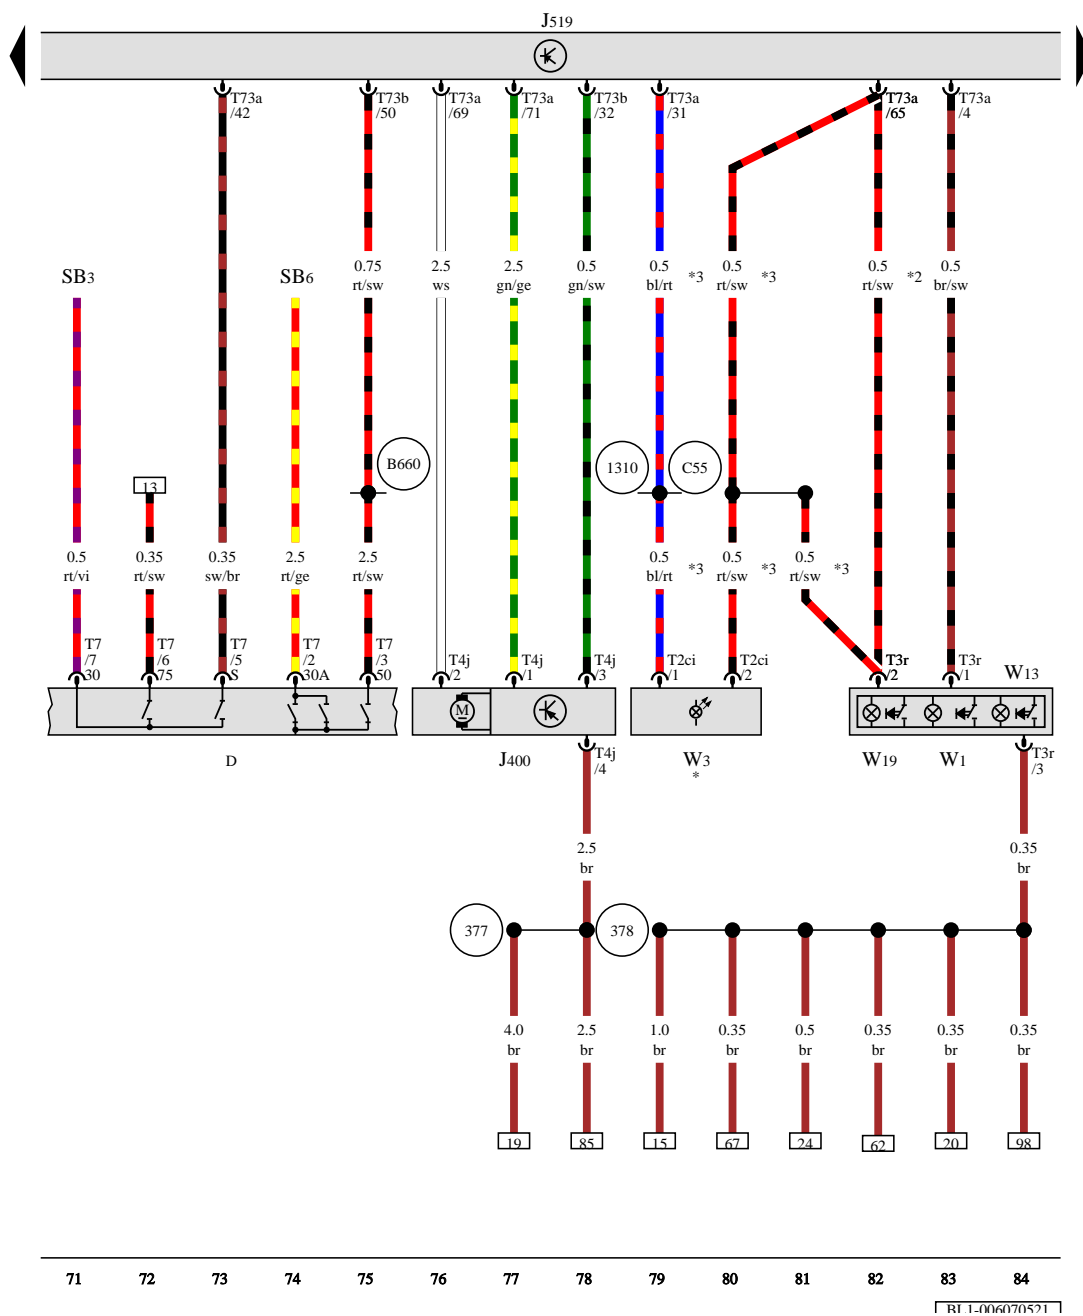 J519
T73a
/42
T73b
/50
T73a
/69
T73a
/71
T73b
/32
T73a
/31
T73a
/65
T73a
/4
SB3
SB6
0.75
rt/sw
2.5
ws
2.5
gn/ge
0.5
gn/sw
0.5
bl/rt
*3
0.5
rt/sw
*3
0.5
rt/sw
*2
0.5
br/sw
B660
1310
C55
13
0.5
rt/vi
0.35
rt/sw
0.35
sw/br
2.5
rt/ge
2.5
rt/sw
0.5
bl/rt
*3
0.5
rt/sw
*3
0.5
rt/sw
*3
T7
/7
30
T7
/6
75
T7
/5
S
T7
/2
30A
T7
/3
50
T4j
/2
T4j
/1
T4j
/3
T2ci
/1
T2ci
/2
T3r
/2
T3r
/1
W13
M
D
J400
T4j
/4
W3
*
W19
W1
T3r
/3
2.5
br
0.35
br
377
378
4.0
br
2.5
br
1.0
br
0.35
br
0.5
br
0.35
br
0.35
br
0.35
br
19
85
15
67
24
62
20
98
71 72 73 74 75 76 77 78 79 80 81 82 83 84
BL1-006070521